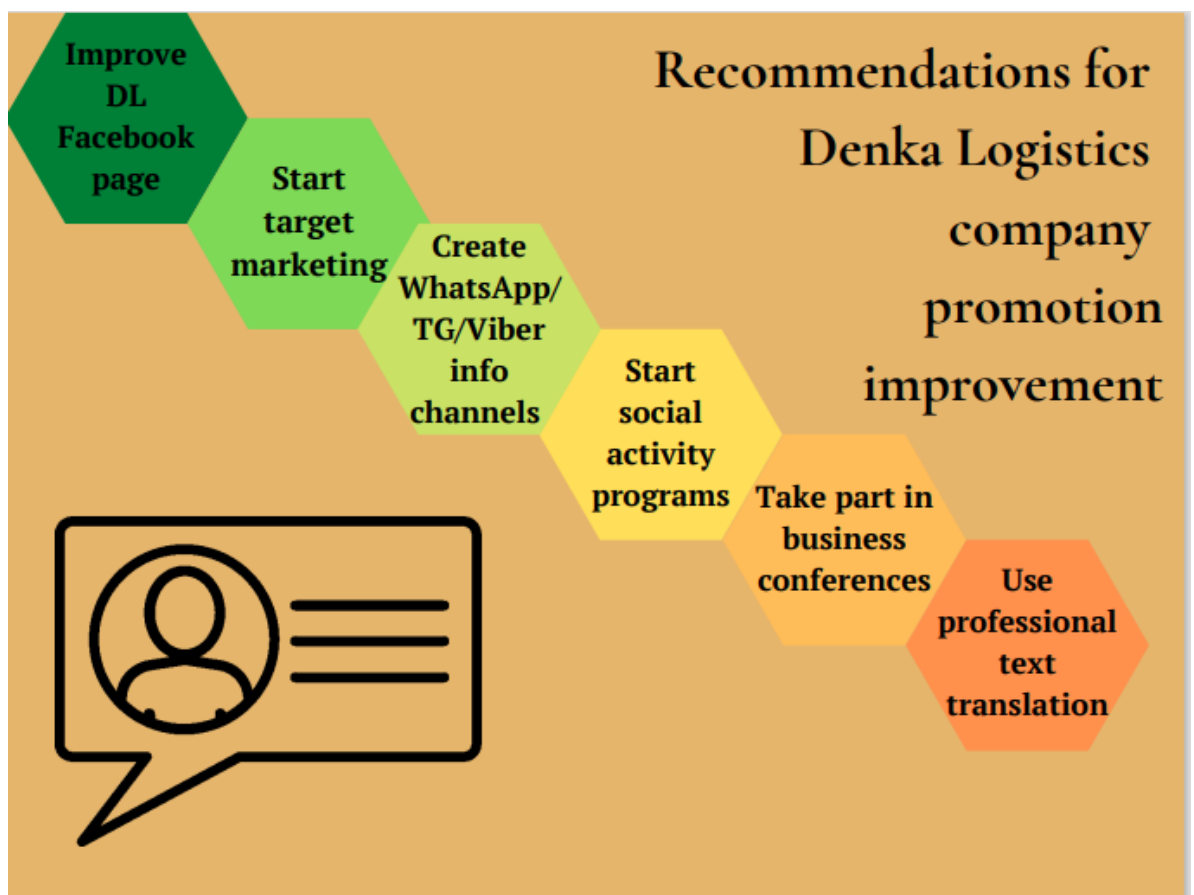 Recommendations for
Denka Logistics
company
promotion
improvement
Improve
DL
Facebook
page
Start
target
marketing
Create
WhatsApp/
TG/Viber
info
channels
Start
social
activity
programs
Take part in
business
conferences
Use
professional
text
translation